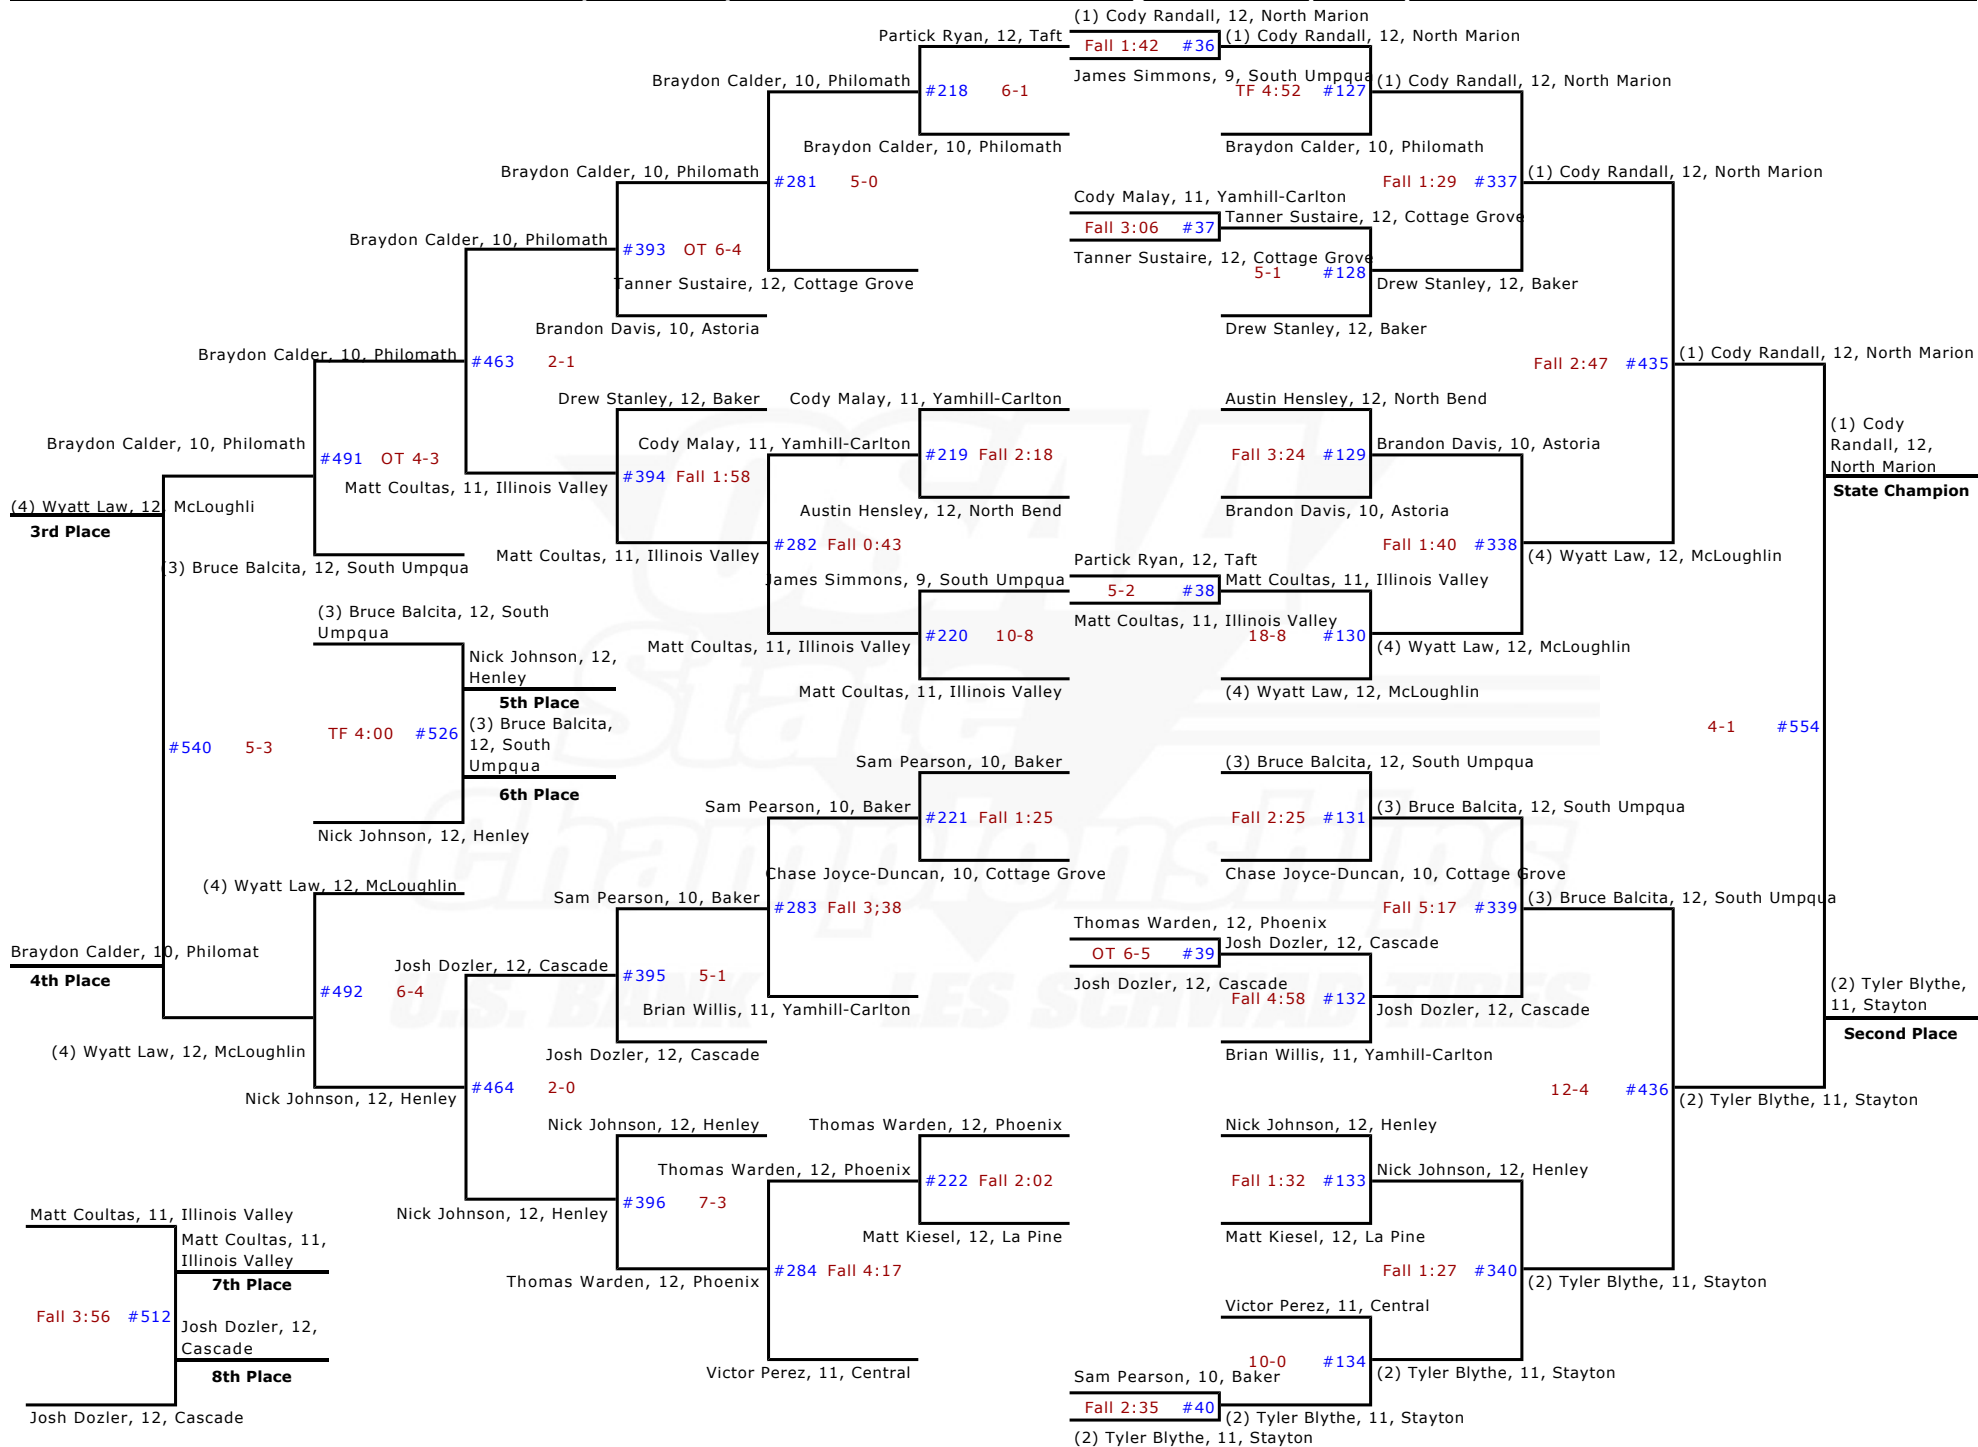 (1) Cody Randall, 12, North Marion
Partick Ryan, 12, Taft
Fall 1:42 #36
(1) Cody Randall, 12, North Marion
James Simmons, 9, South Umpqua
Braydon Calder, 10, Philomath
#218 6-1
TF 4:52 #127
(1) Cody Randall, 12, North Marion
Braydon Calder, 10, Philomath
Braydon Calder, 10, Philomath
Braydon Calder, 10, Philomath
#281 5-0
Fall 1:29 #337
(1) Cody Randall, 12, North Marion
Cody Malay, 11, Yamhill-Carlton
Fall 3:06 #37
Tanner Sustaire, 12, Cottage Grove
Tanner Sustaire, 12, Cottage Grove
Braydon Calder, 10, Philomath
#393 OT 6-4
Tanner Sustaire, 12, Cottage Grove
5-1 #128
Drew Stanley, 12, Baker
Brandon Davis, 10, Astoria
Drew Stanley, 12, Baker
Braydon Calder, 10, Philomath
#463 2-1
Fall 2:47 #435
(1) Cody Randall, 12, North Marion
Drew Stanley, 12, Baker
Cody Malay, 11, Yamhill-Carlton
Austin Hensley, 12, North Bend
(1) Cody
Randall, 12,
North Marion
State Champion
Braydon Calder, 10, Philomath
#491 OT 4-3
Cody Malay, 11, Yamhill-Carlton
#219 Fall 2:18
Fall 3:24 #129
Brandon Davis, 10, Astoria
Matt Coultas, 11, Illinois Valley
#394 Fall 1:58
Austin Hensley, 12, North Bend
Brandon Davis, 10, Astoria
(4) Wyatt Law, 12, McLoughli
3rd Place
OSAA
Matt Coultas, 11, Illinois Valley
#282 Fall 0:43
Fall 1:40 #338
(4) Wyatt Law, 12, McLoughlin
(3) Bruce Balcita, 12, South Umpqua
James Simmons, 9, South Umpqua
Partick Ryan, 12, Taft
5-2 #38
Matt Coultas, 11, Illinois Valley
Matt Coultas, 11, Illinois Valley
(3) Bruce Balcita, 12, South
Umpqua
Matt Coultas, 11, Illinois Valley
#220 10-8
18-8 #130
(4) Wyatt Law, 12, McLoughlin
State
Nick Johnson, 12,
Henley
5th Place
Matt Coultas, 11, Illinois Valley
(4) Wyatt Law, 12, McLoughlin
#540 5-3
TF 4:00 #526
(3) Bruce Balcita,
12, South
Umpqua
6th Place
4-1 #554
Sam Pearson, 10, Baker
(3) Bruce Balcita, 12, South Umpqua
Nick Johnson, 12, Henley
Sam Pearson, 10, Baker
#221 Fall 1:25
Fall 2:25 #131
(3) Bruce Balcita, 12, South Umpqua
Championships
Chase Joyce-Duncan, 10, Cottage Grove
Chase Joyce-Duncan, 10, Cottage Grove
(4) Wyatt Law, 12, McLoughlin
Sam Pearson, 10, Baker
#283 Fall 3;38
Fall 5:17 #339
(3) Bruce Balcita, 12, South Umpqua
Thomas Warden, 12, Phoenix
OT 6-5 #39
Josh Dozler, 12, Cascade
Josh Dozler, 12, Cascade
Braydon Calder, 10, Philomat
4th Place
#492 6-4
Josh Dozler, 12, Cascade
#395 5-1
Brian Willis, 11, Yamhill-Carlton
Fall 4:58 #132
Josh Dozler, 12, Cascade
U.S. BANK LES SCHWAB TIRES
(2) Tyler Blythe,
11, Stayton
Second Place
Josh Dozler, 12, Cascade
Brian Willis, 11, Yamhill-Carlton
(4) Wyatt Law, 12, McLoughlin
Nick Johnson, 12, Henley
#464 2-0
12-4 #436
(2) Tyler Blythe, 11, Stayton
Nick Johnson, 12, Henley
Thomas Warden, 12, Phoenix
Nick Johnson, 12, Henley
Thomas Warden, 12, Phoenix
#222 Fall 2:02
Fall 1:32 #133
Nick Johnson, 12, Henley
Nick Johnson, 12, Henley
#396 7-3
Matt Kiesel, 12, La Pine
Matt Kiesel, 12, La Pine
Matt Coultas, 11, Illinois Valley
Matt Coultas, 11,
Illinois Valley
7th Place
Thomas Warden, 12, Phoenix
#284 Fall 4:17
Fall 1:27 #340
(2) Tyler Blythe, 11, Stayton
Fall 3:56 #512
Josh Dozler, 12,
Cascade
8th Place
Victor Perez, 11, Central
Victor Perez, 11, Central
10-0 #134
(2) Tyler Blythe, 11, Stayton
Sam Pearson, 10, Baker
Fall 2:35 #40
(2) Tyler Blythe, 11, Stayton
(2) Tyler Blythe, 11, Stayton
Josh Dozler, 12, Cascade